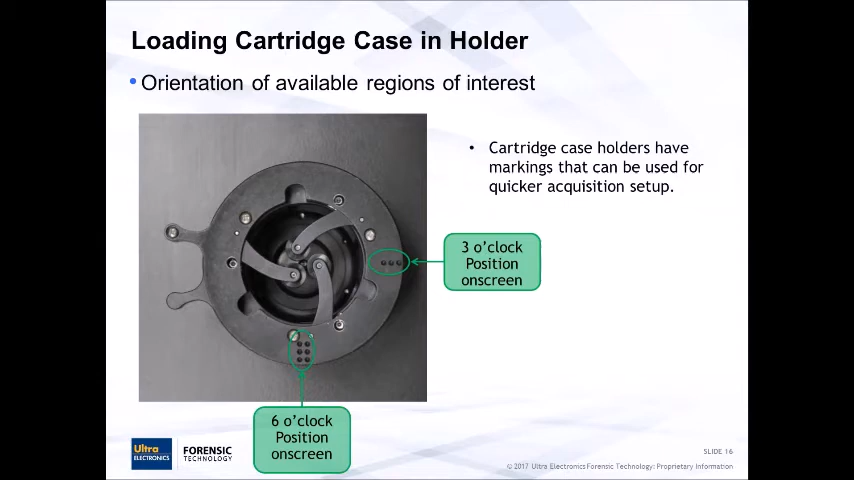 Loading Cartridge Case in Holder
• Orientation of available regions of interest
• Cartridge case holders have
markings that can be used for
quicker acquisition setup.
3 o’clock
Position
onscreen
6 o’clock
Position
onscreen
Ultra
ELECTRONICS
FORENSIC
TECHNOLOGY
SLIDE 16
© 2017 Ultra Electronics Forensic Technology: Proprietary Information